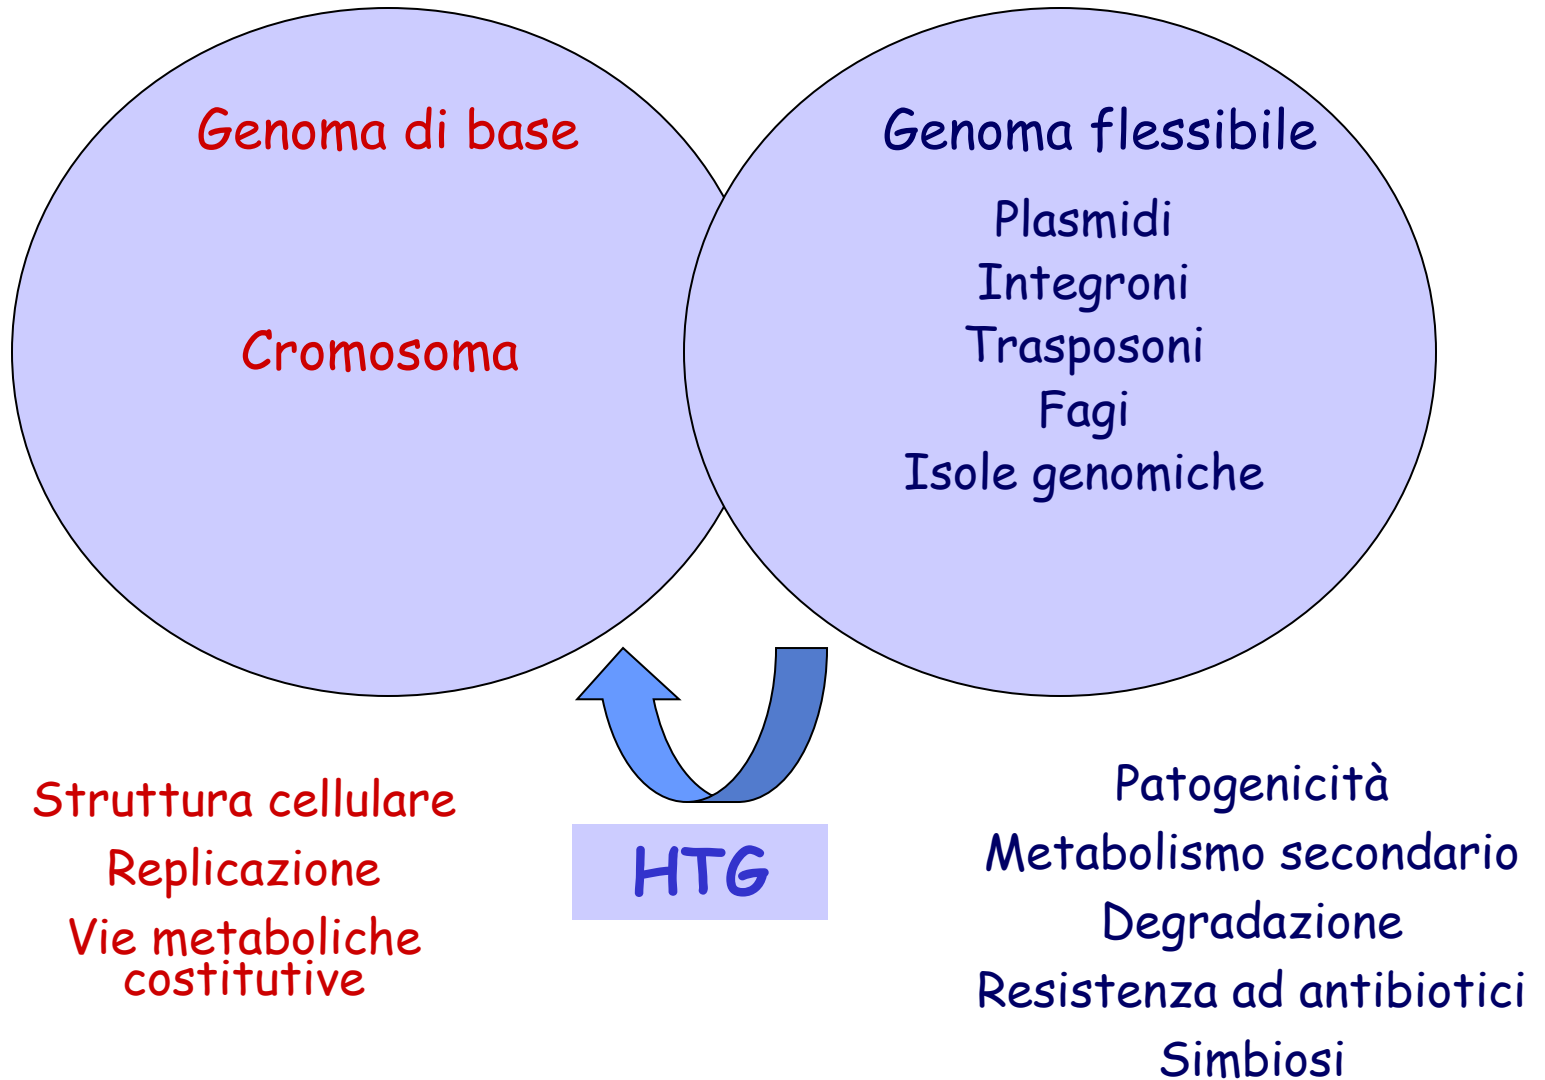 Genoma di base
Cromosoma
Genoma flessibile
Plasmidi
Integroni
Trasposoni
Fagi
Isole genomiche
HTG
Struttura cellulare
Replicazione
Vie metaboliche
costitutive
Patogenicità
Metabolismo secondario
Degradazione
Resistenza ad antibiotici
Simbiosi